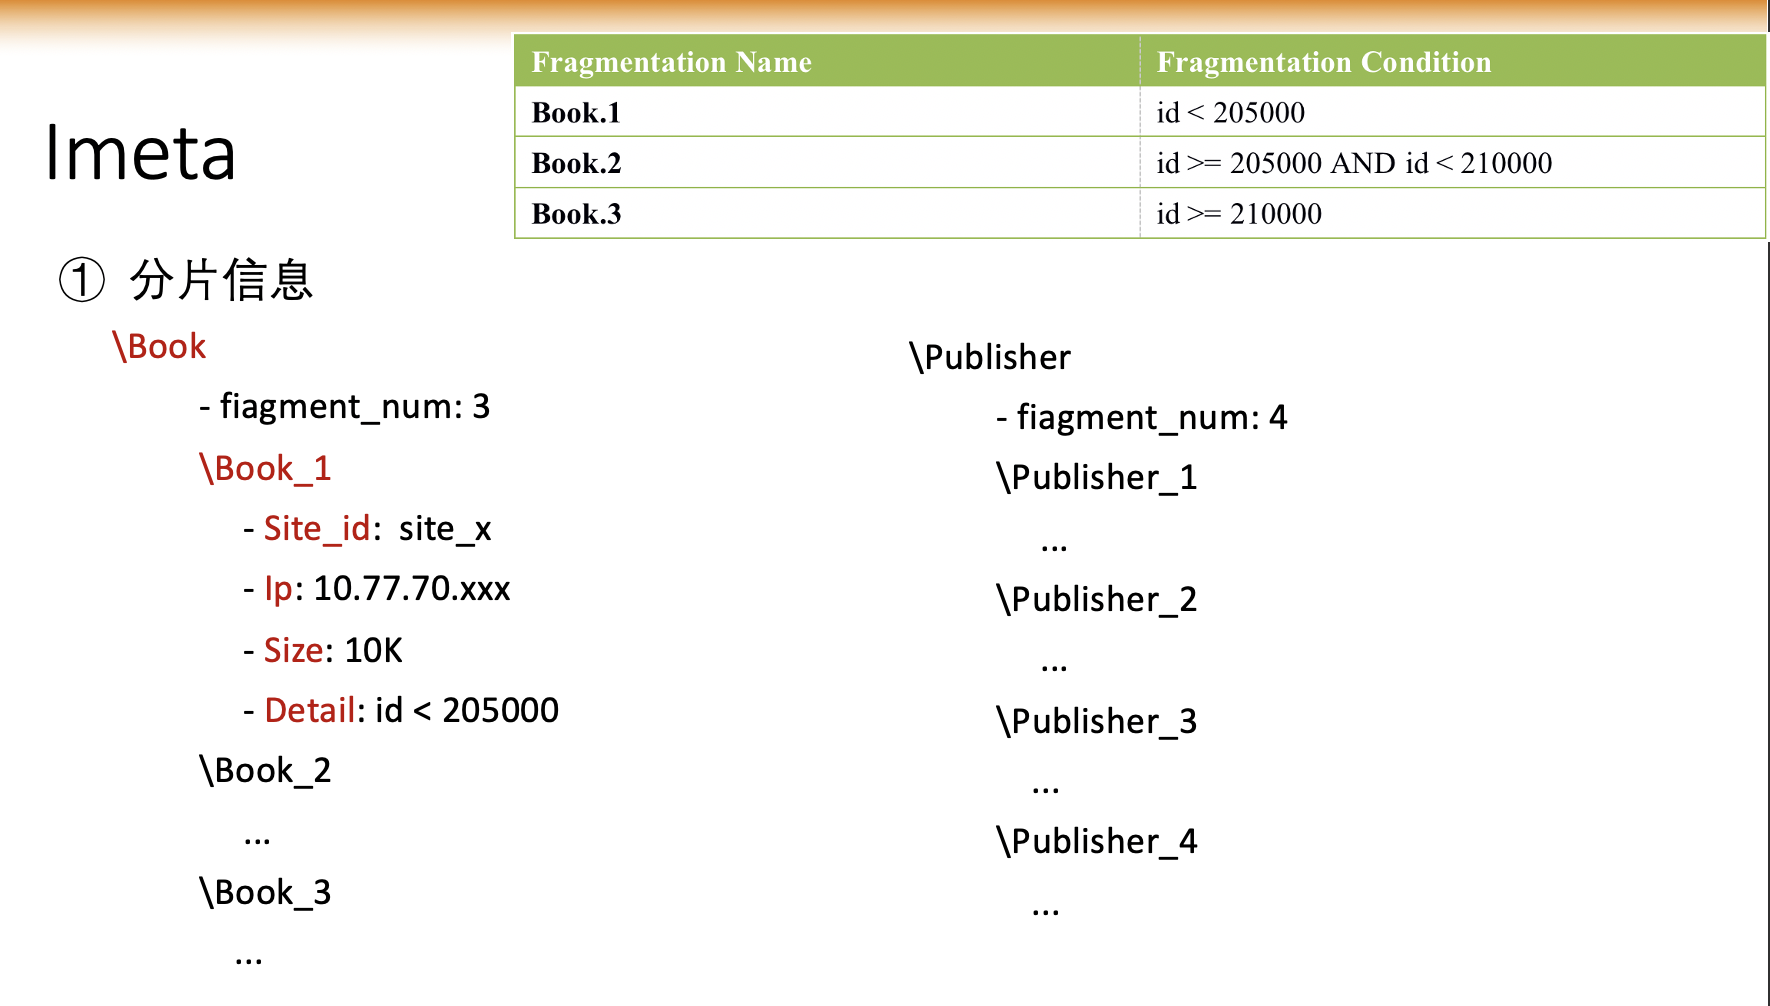 Fragmentation Name Fragmentation Condition
Book.1 id < 205000
Book.2 id >= 205000 AND id < 210000
Book.3 id >= 210000
Imeta
① 分片信息
\Book
- fiagment_num: 3
\Book_1
- Site_id: site_x
- Ip: 10.77.70.xxx
- Size: 10K
- Detail: id < 205000
\Book_2
...
\Book_3
...
\Publisher
- fiagment_num: 4
\Publisher_1
...
\Publisher_2
...
\Publisher_3
...
\Publisher_4
...